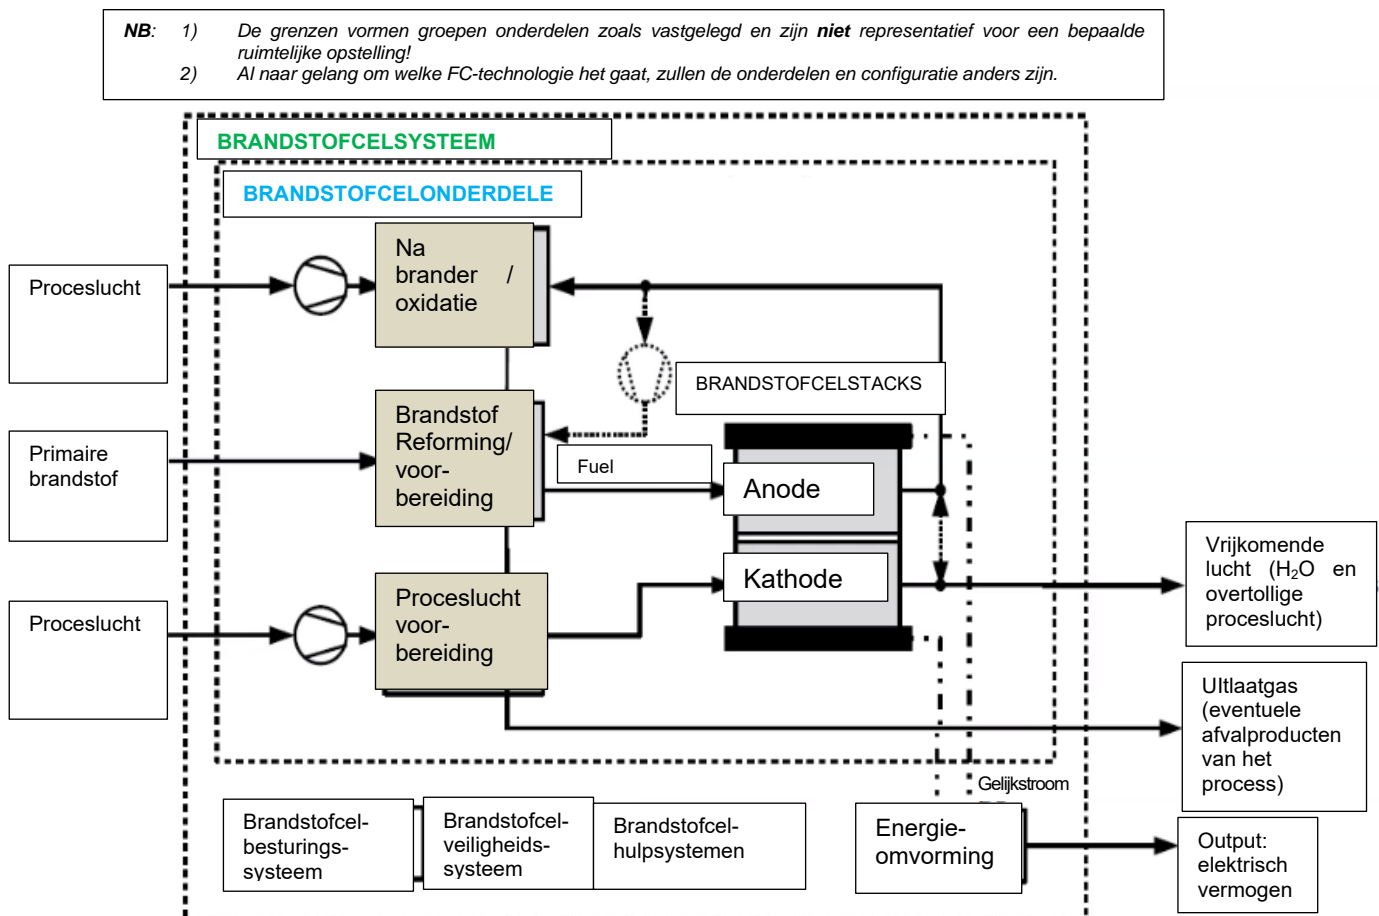 NB: 1) De grenzen vormen groepen onderdelen zoals vastgelegd en zijn niet representatief voor een bepaalde
ruimtelijke opstelling!
2) Al naar gelang om welke FC-technologie het gaat, zullen de onderdelen en configuratie anders zijn.
BRANDSTOFCELSYSTEEM
BRANDSTOFCELONDERDELE
Proceslucht
Na
brander /
oxidatie
BRANDSTOFCELSTACKS
Primaire
brandstof
Brandstof
Reforming/
voor-
bereiding
Fuel
Anode
Kathode
Proceslucht
Proceslucht
voor-
bereiding
Vrijkomende
lucht (H₂O en
overtollige
proceslucht)
UItlaatgas
(eventuele
afvalproducten
van het
process)
Gelijkstroom
Brandstofcel-
besturings-
systeem
Brandstofcel-
veiligheids-
systeem
Brandstofcel-
hulpsystemen
Energie-
omvorming
Output:
elektrisch
vermogen